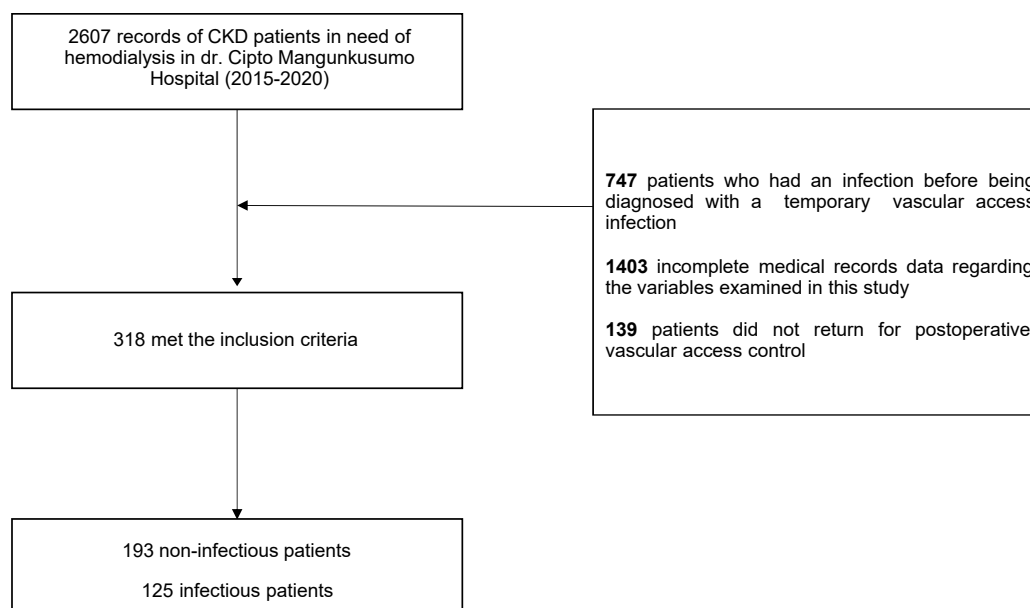 2607 records of CKD patients in need of
hemodialysis in dr. Cipto Mangunkusumo
Hospital (2015-2020)
747 patients who had an infection before being
diagnosed with a temporary vascular access
infection
1403 incomplete medical records data regarding
the variables examined in this study
139 patients did not return for postoperative
vascular access control
318 met the inclusion criteria
193 non-infectious patients
125 infectious patients